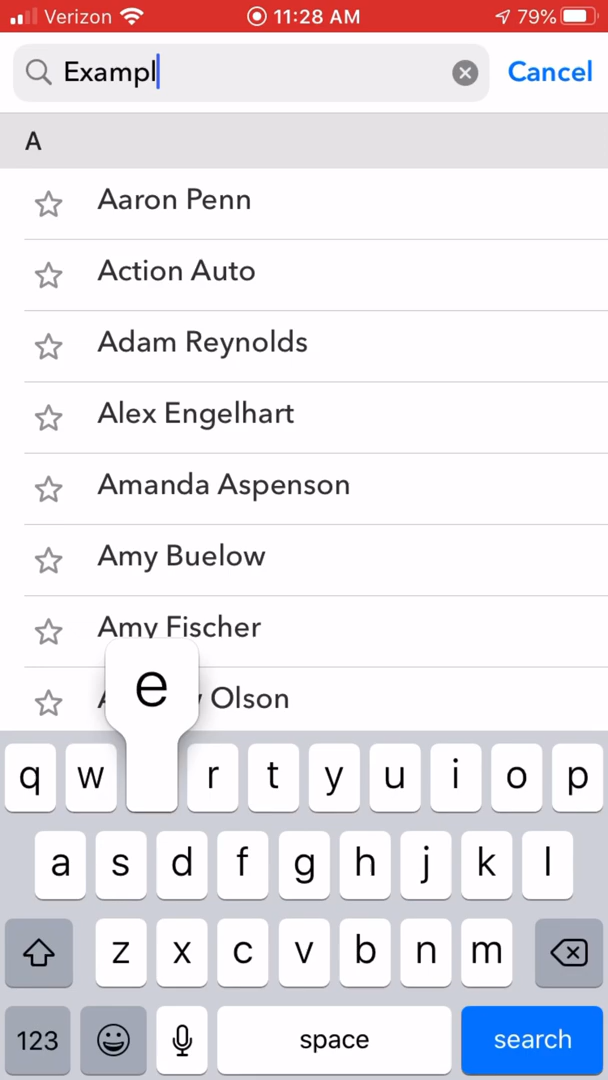 Verizon 11:28 AM 79%
Exampl Cancel
A
Aaron Penn
Action Auto
Adam Reynolds
Alex Engelhart
Amanda Aspenson
Amy Buelow
Amy Fischer
Olson
e
q w r t y u i o p
a s d f g h j k l
z x c v b n m
123 space search